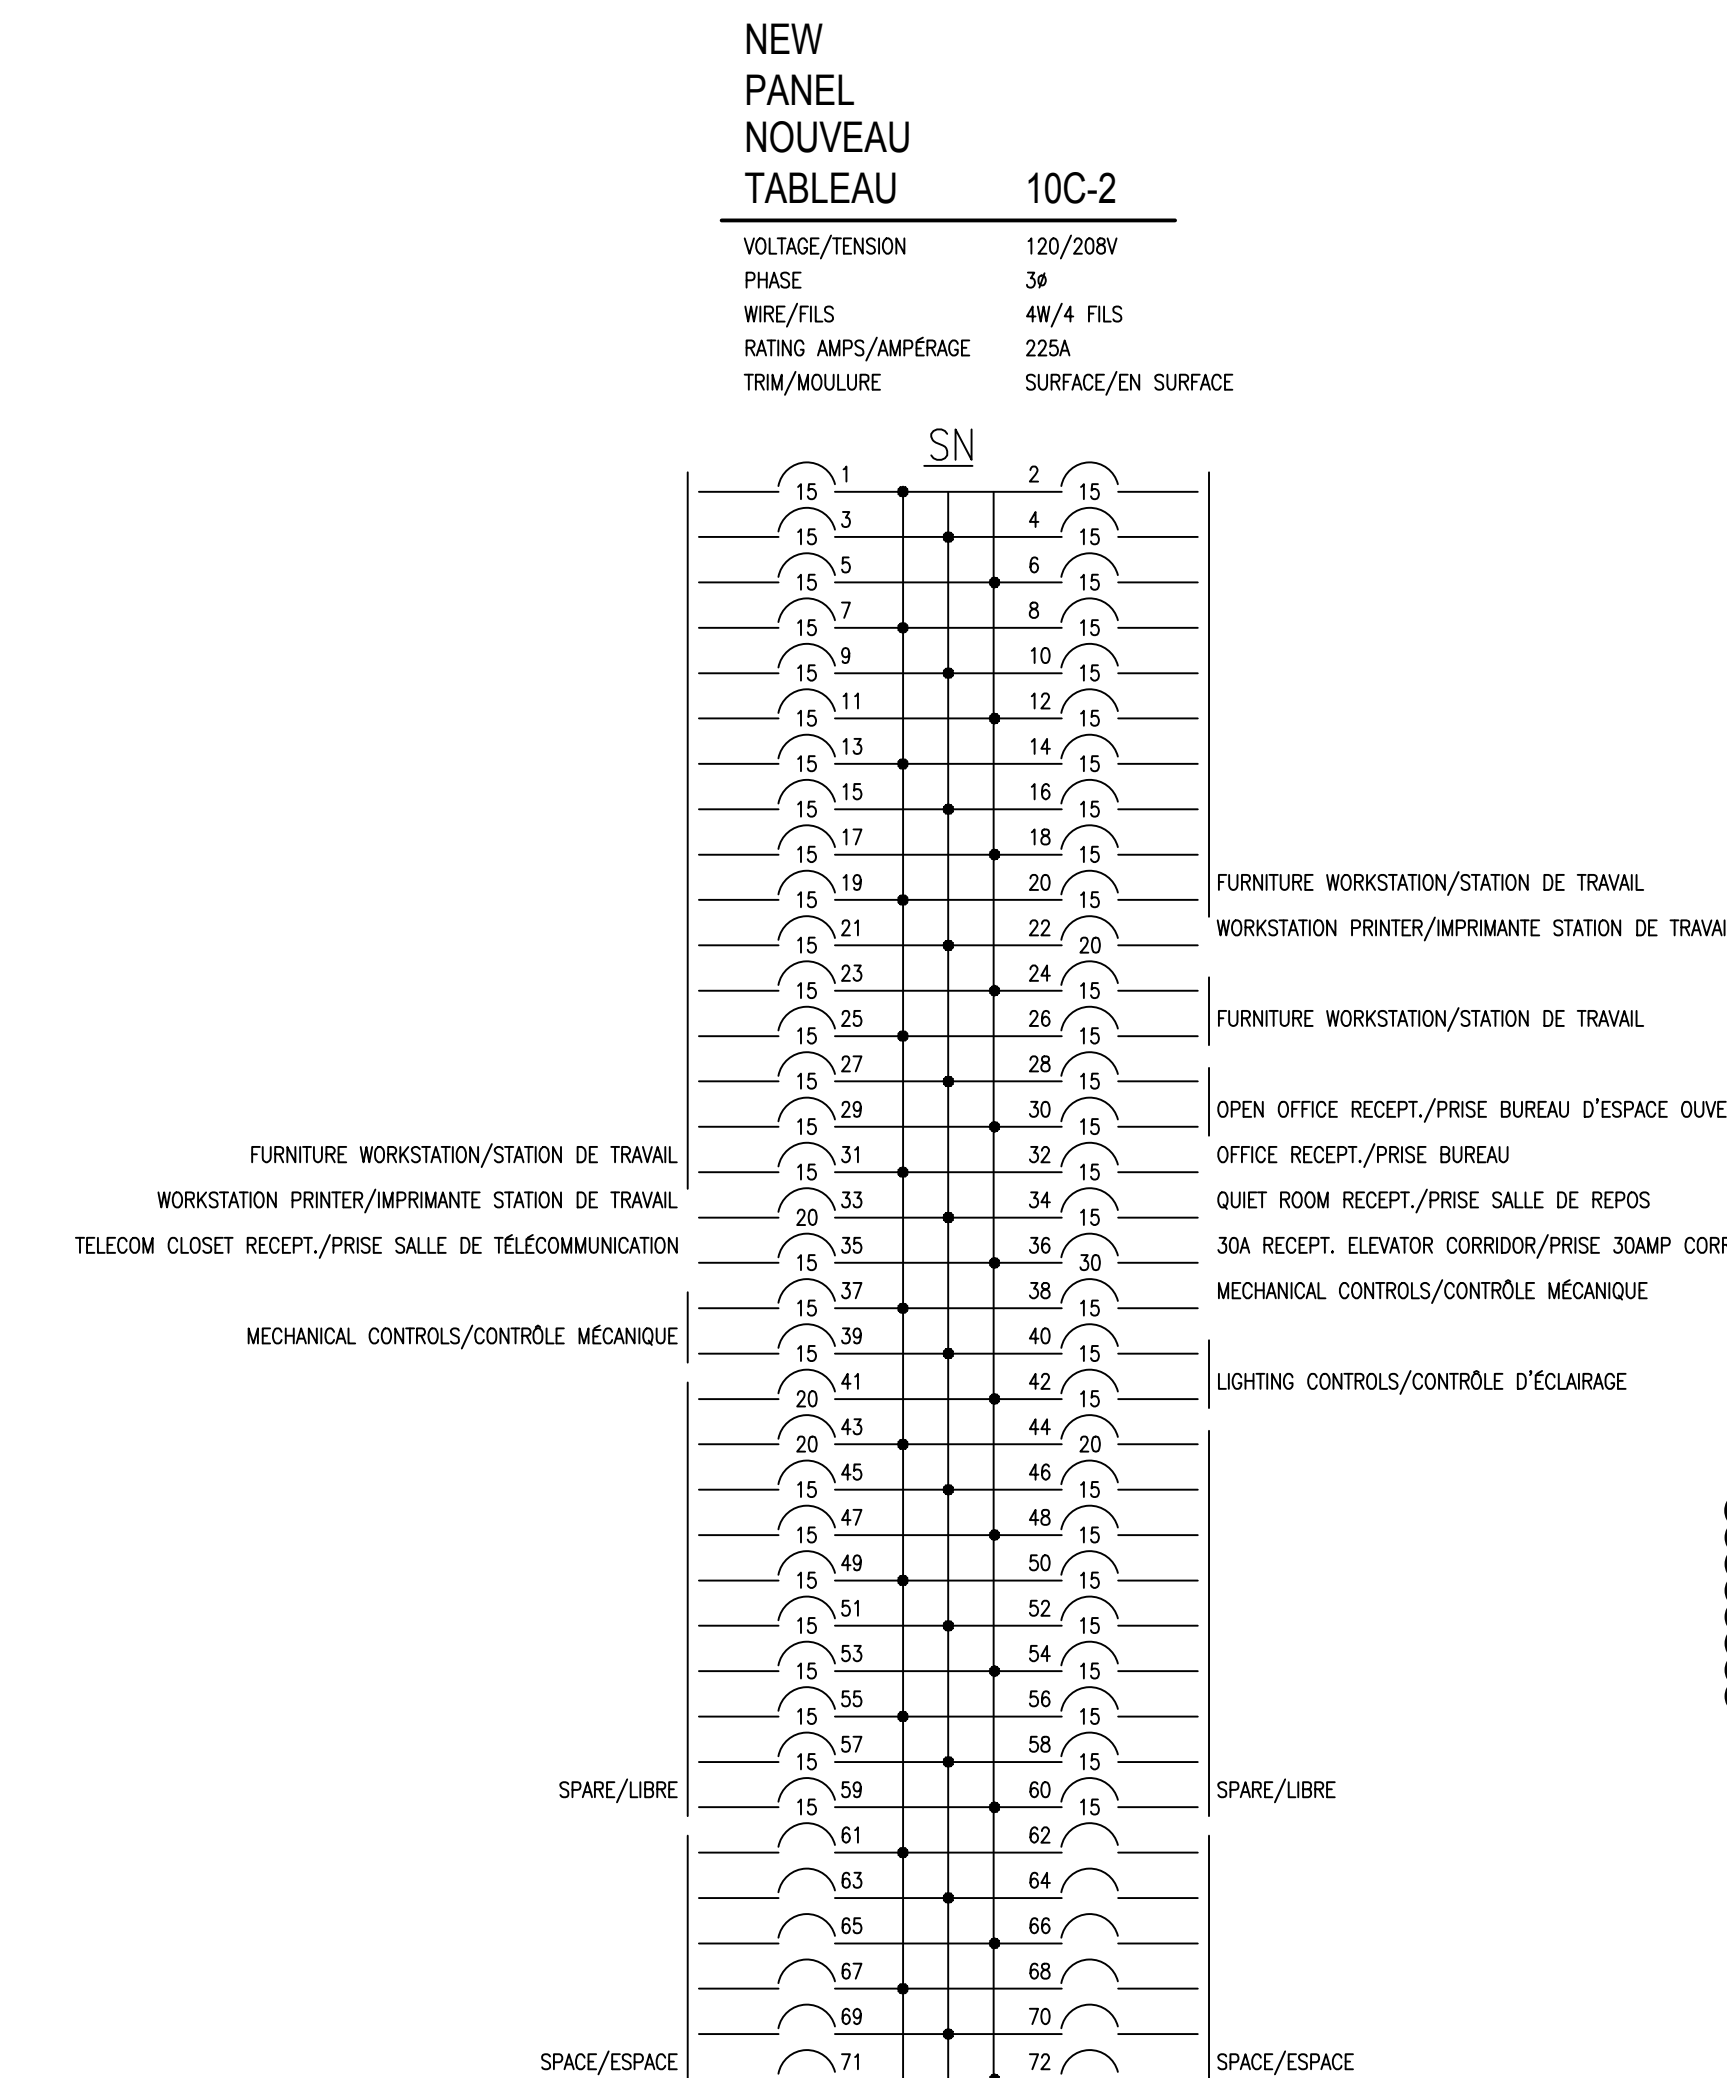 NEW
PANEL
NOUVEAU
TABLEAU 10C-2
VOLTAGE/TENSION 120/208V
PHASE 3ø
WIRE/FILS 4W/4 FILS
RATING AMPS/AMPÉRAGE 225A
TRIM/MOULURE SURFACE/EN SURFACE
SN
15 1 2 15
15 3 4 15
15 5 6 15
15 7 8 15
15 9 10 15
15 11 12 15
15 13 14 15
15 15 16 15
15 17 18 15
15 19 20 15 FURNITURE WORKSTATION/STATION DE TRAVAIL
15 21 22 20 WORKSTATION PRINTER/IMPRIMANTE STATION DE
15 23 24 15
15 25 26 15 FURNITURE WORKSTATION/STATION DE TRAVAIL
15 27 28 15
15 29 30 15 OPEN OFFICE RECEPT./PRISE BUREAU D'ESPACE
FURNITURE WORKSTATION/STATION DE TRAVAIL 15 31 32 15 OFFICE RECEPT./PRISE BUREAU
WORKSTATION PRINTER/IMPRIMANTE STATION DE TRAVAIL 20 33 34 15 QUIET ROOM RECEPT./PRISE SALLE DE REPOS
TELECOM CLOSET RECEPT./PRISE SALLE DE TÉLÉCOMMUNICATION 15 35 36 30 30A RECEPT. ELEVATOR CORRIDOR/PRISE 30AMP
15 37 38 15 MECHANICAL CONTROLS/CONTRÔLE MÉCANIQUE
MECHANICAL CONTROLS/CONTRÔLE MÉCANIQUE 15 39 40 15
20 41 42 15 LIGHTING CONTROLS/CONTRÔLE D'ÉCLAIRAGE
20 43 44 20
15 45 46 15
15 47 48 15
15 49 50 15
15 51 52 15
15 53 54 15
15 55 56 15
15 57 58 15
SPARE/LIBRE 15 59 60 15 SPARE/LIBRE
61 62
63 64
65 66
67 68
69 70
SPACE/ESPACE 71 72 SPACE/ESPACE